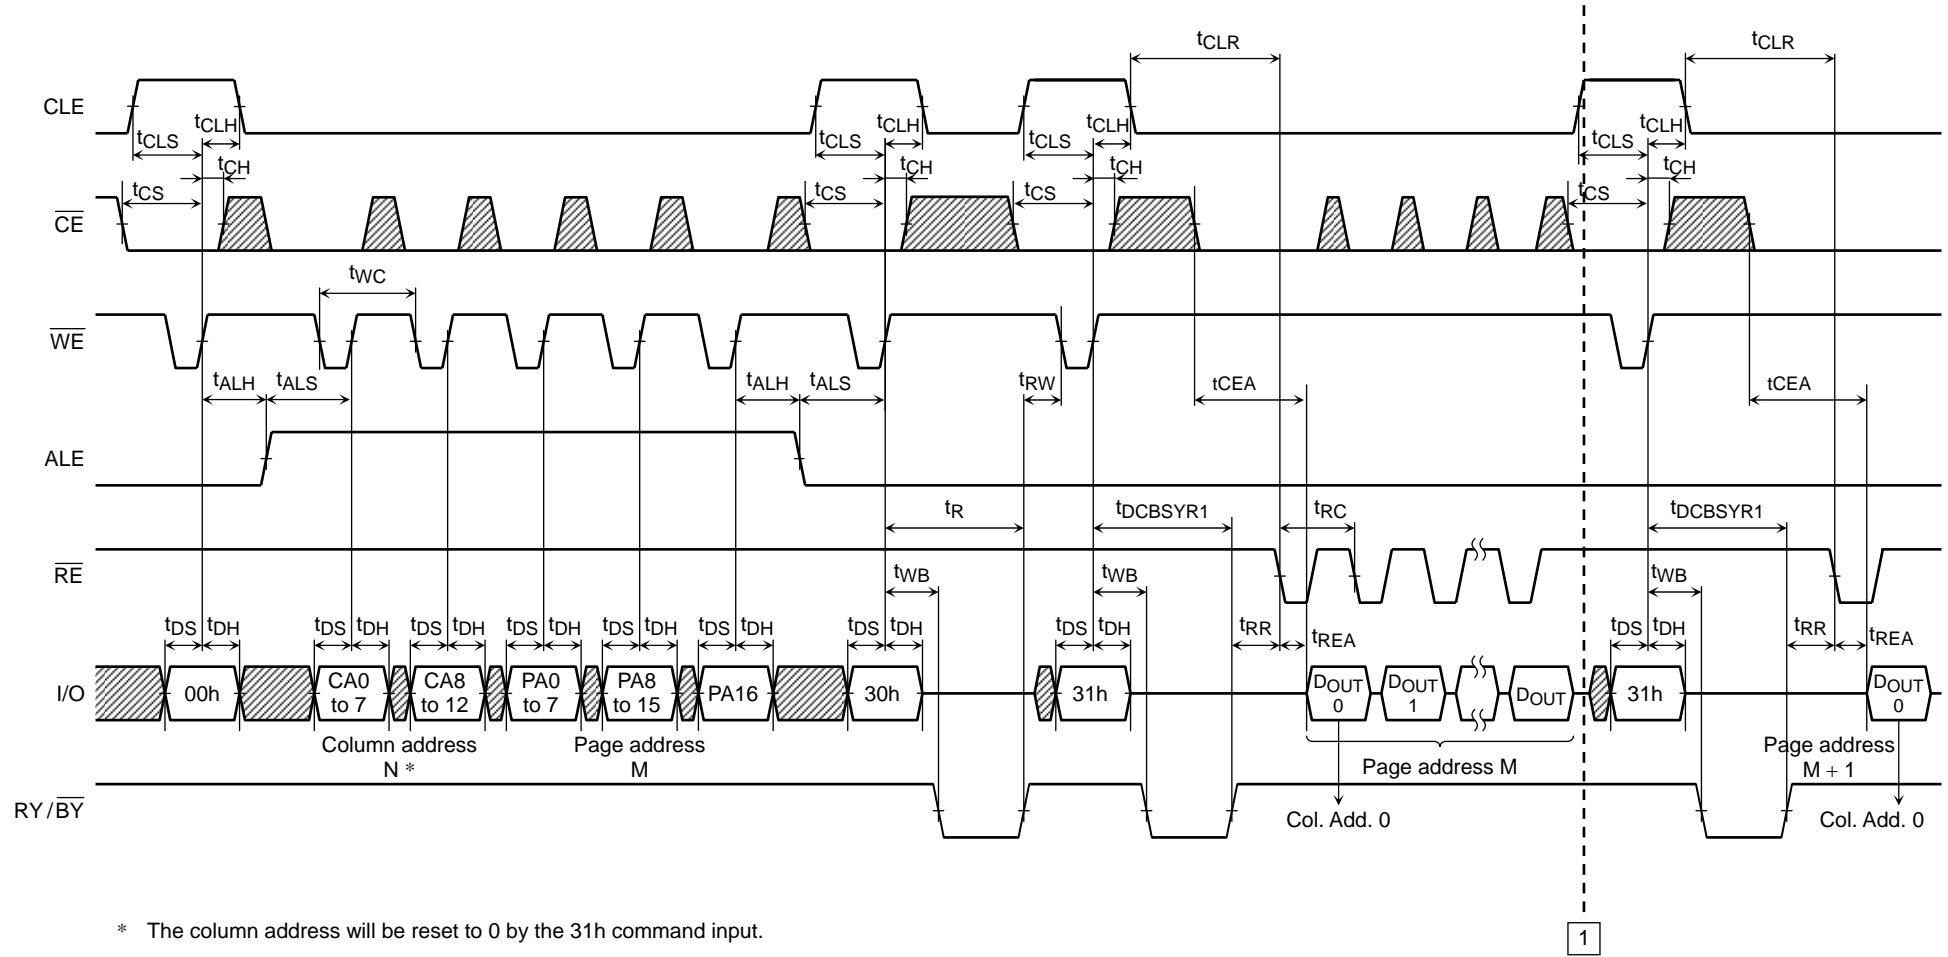 tCLR tCLR
CLE
tCLS tCLH tCLS tCLH tCLS tCLH tCLS tCLH
tCS tCH tCS tCH tCS tCH tCS tCH
CE
tWC
WE
tALH tALS tALH tALS tRW tCEA tCEA
ALE
tR tDCBSYR1 tRC tDCBSYR1
RE
tWB tWB tWB
tDS tDH tDS tDH tDS tDH tDS tDH tDS tDH tDS tDH tDS tDH tDS tDH tRR tREA tDS tDH tRR tREA
I/O
00h
CA0 to 7
CA8 to 12
PA0 to 7
PA8 to 15
PA16
30h
31h
DOUT 0
DOUT 1
DOUT
31h
DOUT 0
Column address
N *
Page address
M
Page address M
Page address
M + 1
RY/BY
Col. Add. 0
Col. Add. 0
* The column address will be reset to 0 by the 31h command input.
1